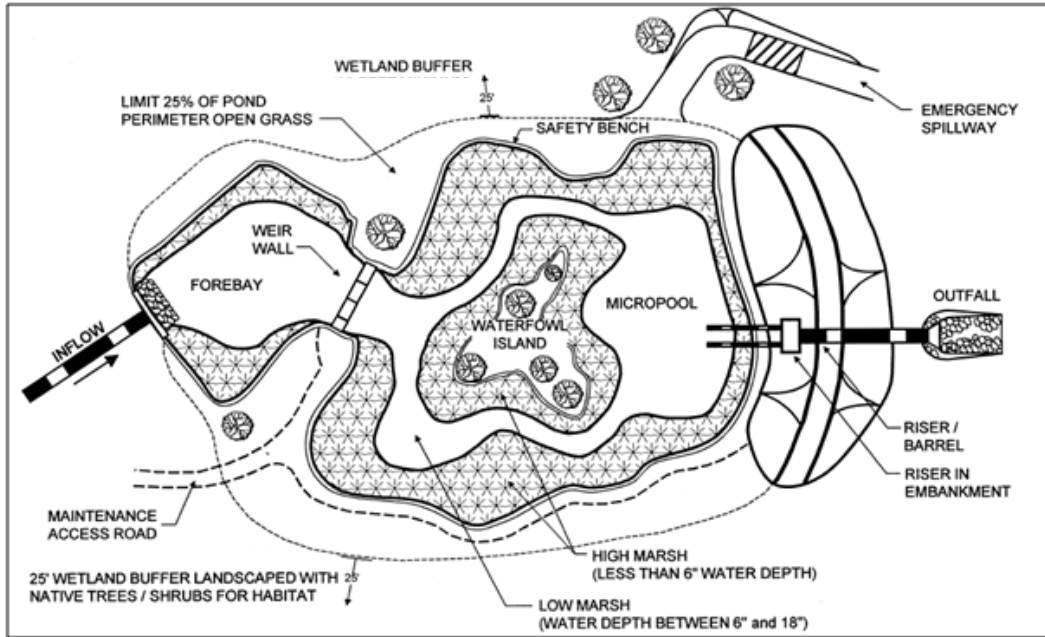 WETLAND BUFFER
25'
LIMIT 25% OF POND
PERIMETER OPEN GRASS
SAFETY BENCH
EMERGENCY
SPILLWAY
WEIR
WALL
FOREBAY
MICROPOOL
OUTFALL
WATERFOWL
ISLAND
INFLOW
RISER /
BARREL
RISER IN
EMBANKMENT
MAINTENANCE
ACCESS ROAD
HIGH MARSH
(LESS THAN 6" WATER DEPTH)
25' WETLAND BUFFER LANDSCAPED WITH
NATIVE TREES / SHRUBS FOR HABITAT
25'
LOW MARSH
(WATER DEPTH BETWEEN 6" and 18")